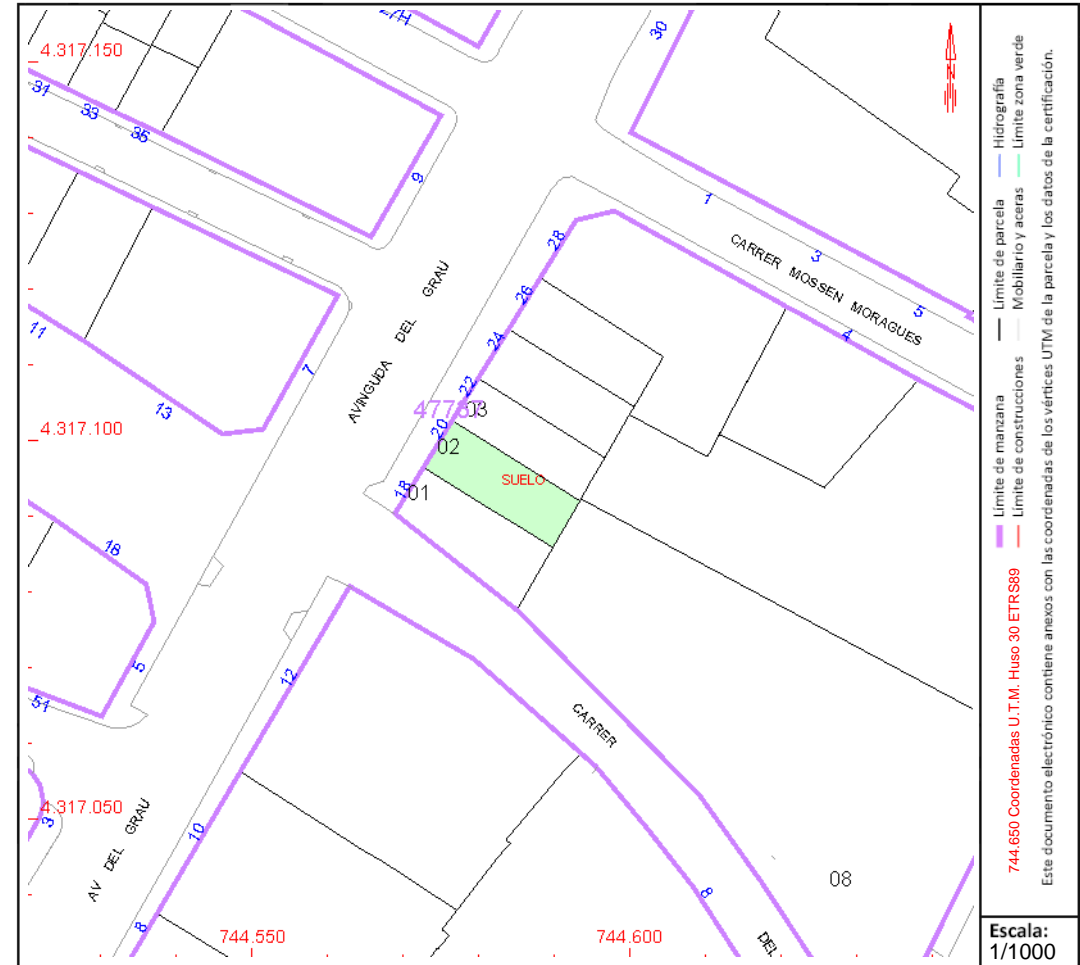 27H
30
4.317.150
31
33
35
9
1
CARRER MOSSEN MORAGUES
3
5
4
28
26
24
22
20
18
AVINGUDA DEL GRAU
11
13
7
03
4.317.100
02
SUELO
01
16
5
51
12
CARRER
4.317.050
3
10
AV DEL GRAU
8
8
08
DEL
744.550
744.600
N
Límite de manzana
Límite de parcela
Hidrografía
Límite de construcciones
Mobiliario y aceras
Límite zona verde
744.650 Coordenadas U.T.M. Huso 30 ETRS89
Este documento electrónico contiene anexos con las coordenadas de los vértices UTM de la parcela y los datos de la certificación.
Escala:
1/1000